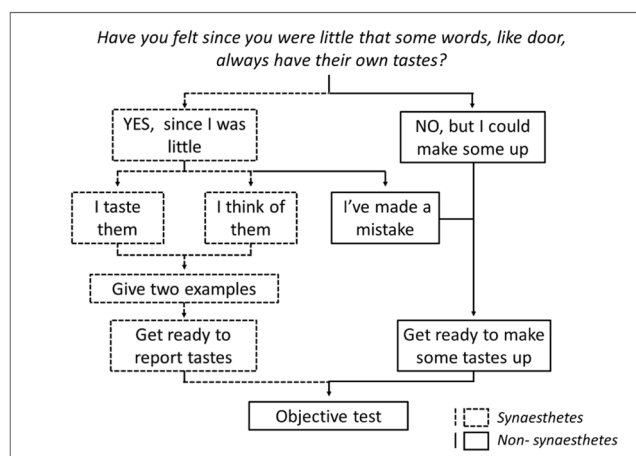 Have you felt since you were little that some words, like door,
always have their own tastes?
YES, since I was
little
NO, but I could
make some up
I taste
them
I think of
them
I've made a
mistake
Give two examples
Get ready to
report tastes
Get ready to make
some tastes up
Objective test
Synaesthetes
Non- synaesthetes